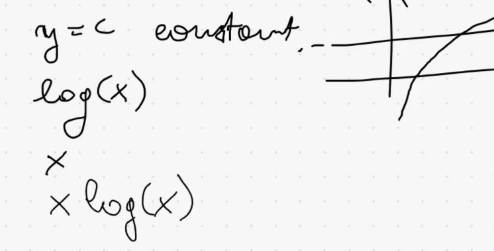 y = c constant.
log(x)
x
x log(x)